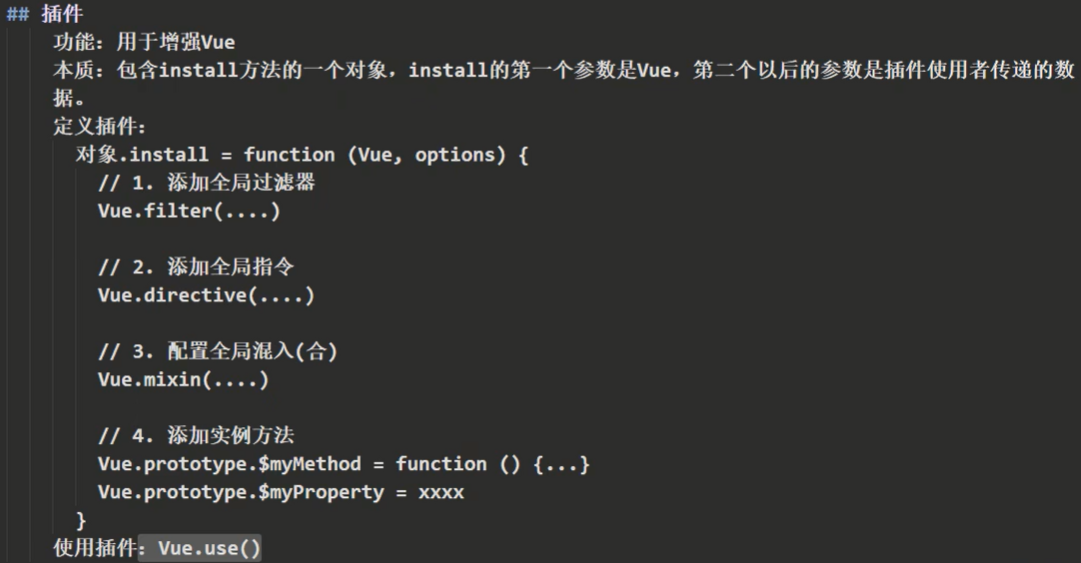 ## 插件
功能：用于增强Vue
本质：包含install方法的一个对象，install的第一个参数是Vue，第二个以后的参数是插件使用者传递的数
据。
定义插件：
对象.install = function (Vue, options) {
// 1. 添加全局过滤器
Vue.filter(....)
// 2. 添加全局指令
Vue.directive(....)
// 3. 配置全局混入(合)
Vue.mixin(....)
// 4. 添加实例方法
Vue.prototype.$myMethod = function () {...}
Vue.prototype.$myProperty = xxxx
}
使用插件：Vue.use()